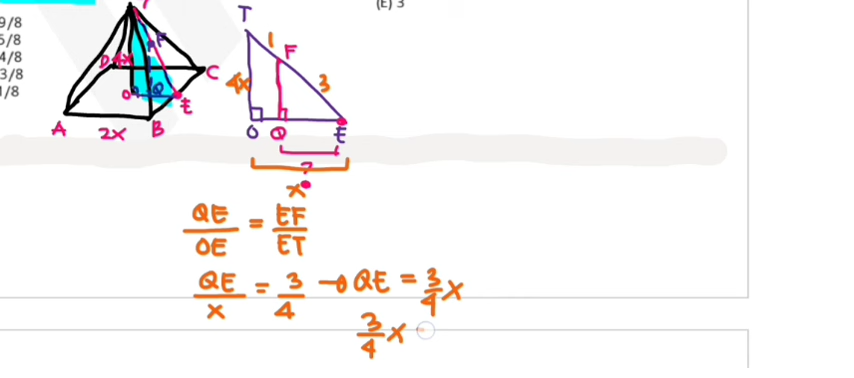 (E) 3
9/8
5/8
4/8
3/8
1/8
T
F
D 4x
C
O Q
E
A
2x
B
T
1
F
4x
3
O Q E
?
x
QE/OE = EF/ET
QE/x = 3/4 → QE = 3/4 x
3/4 x